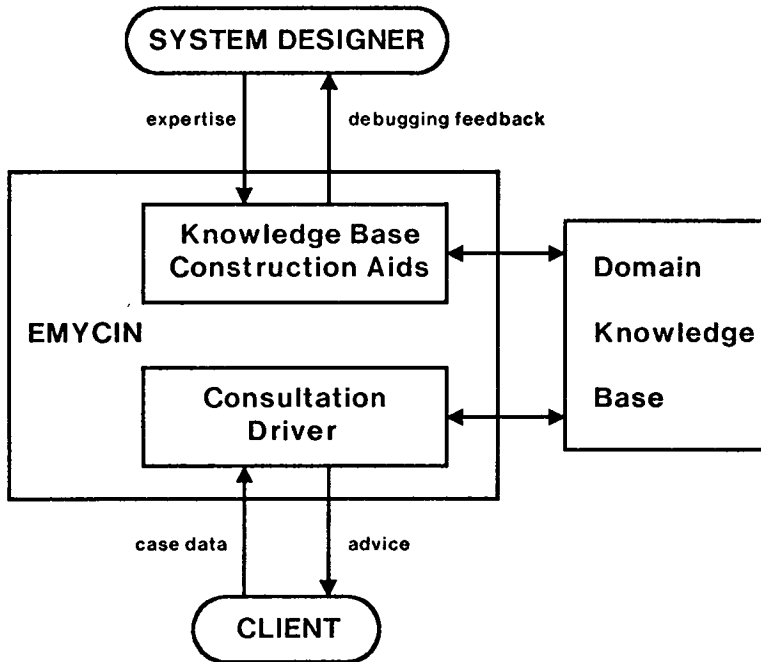 SYSTEM DESIGNER
expertise
debugging feedback
Knowledge Base
Construction Aids
EMYCIN
Domain
Knowledge
Base
Consultation
Driver
case data
advice
CLIENT